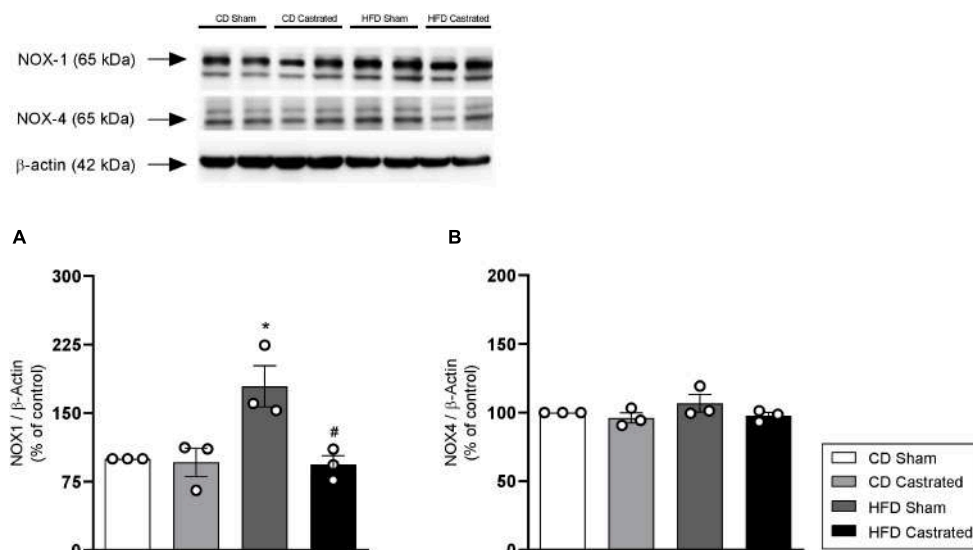 CD Sham CD Castrated HFD Sham HFD Castrated
NOX-1 (65 kDa)
NOX-4 (65 kDa)
β-actin (42 kDa)
A
NOX1 / β-Actin
(% of control)
300
225
150
75
0
*
#
B
NOX4 / β-Actin
(% of control)
200
150
100
50
0
CD Sham
CD Castrated
HFD Sham
HFD Castrated